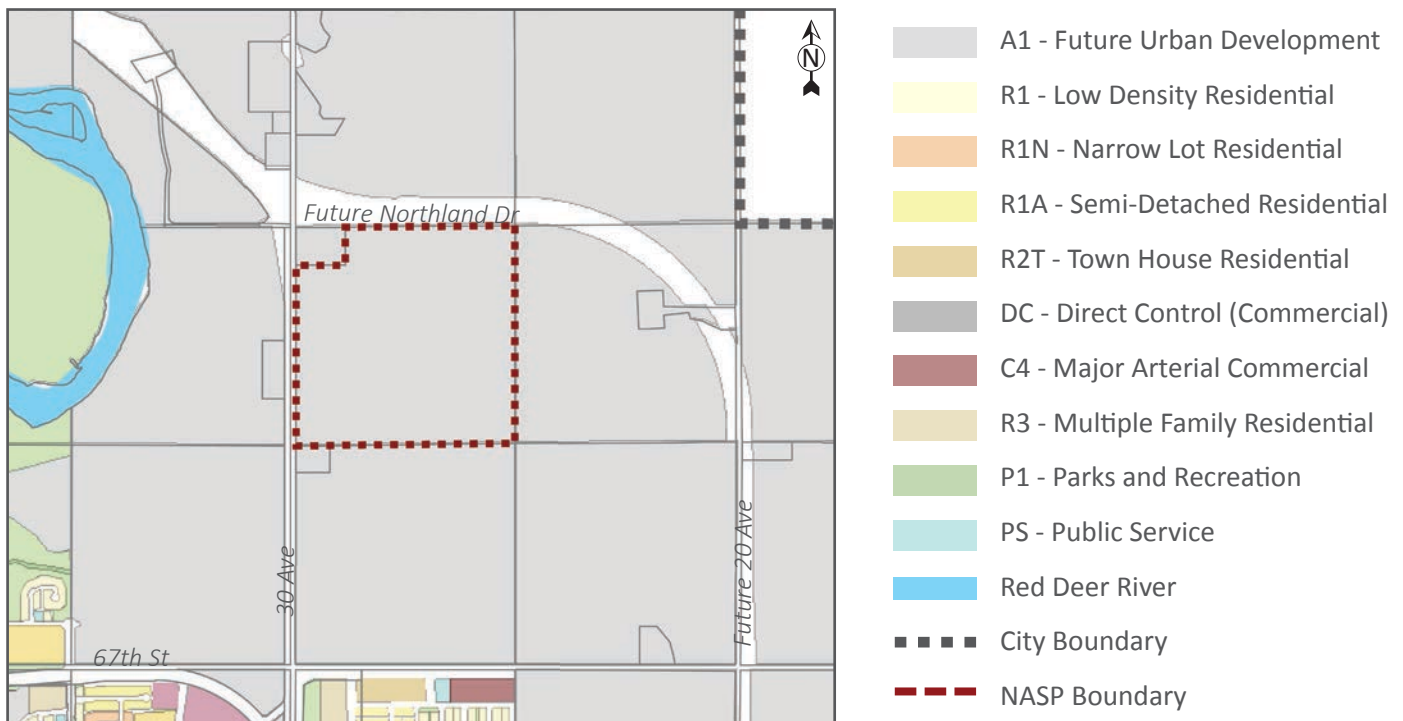 N
Future Northland Dr
30 Ave
Future 20 Ave
67th St
A1 - Future Urban Development
R1 - Low Density Residential
R1N - Narrow Lot Residential
R1A - Semi-Detached Residential
R2T - Town House Residential
DC - Direct Control (Commercial)
C4 - Major Arterial Commercial
R3 - Multiple Family Residential
P1 - Parks and Recreation
PS - Public Service
Red Deer River
City Boundary
NASP Boundary